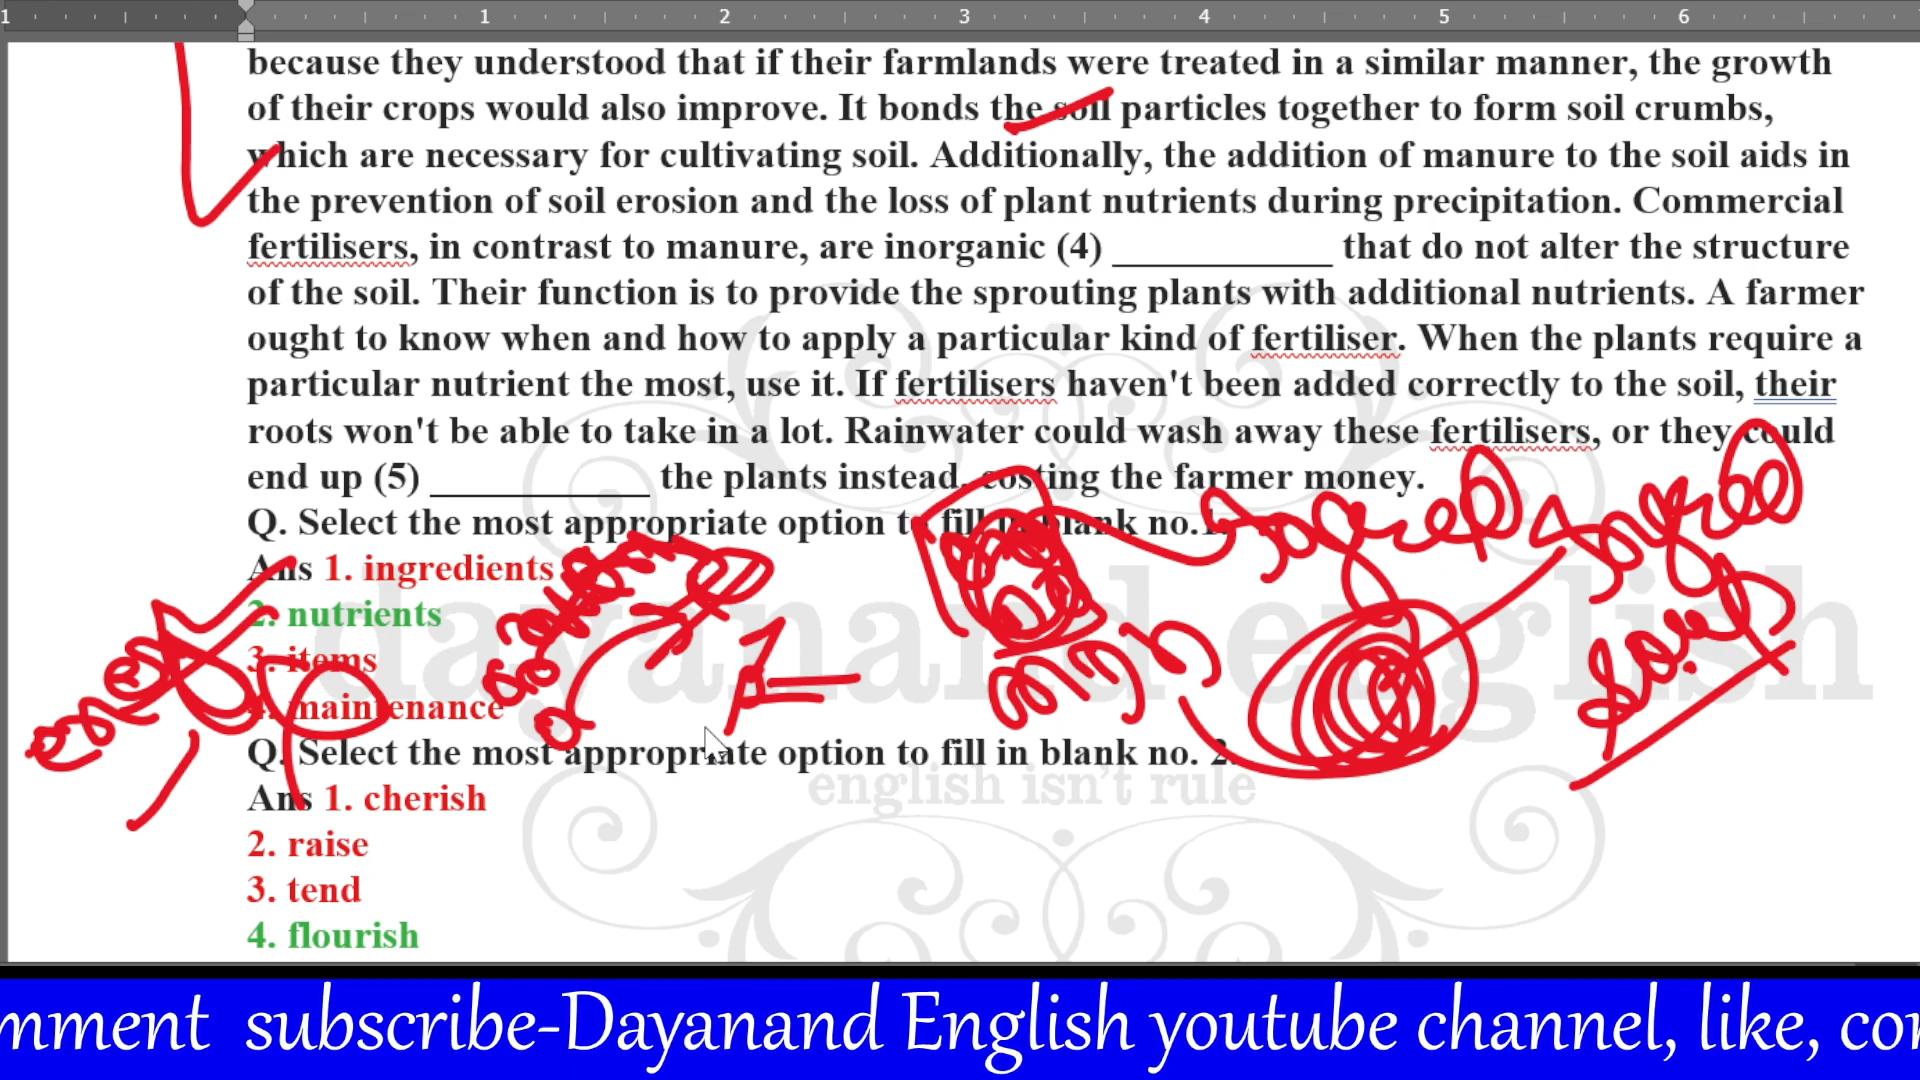 because they understood that if their farmlands were treated in a similar manner, the growth
of their crops would also improve. It bonds the soil particles together to form soil crumbs,
which are necessary for cultivating soil. Additionally, the addition of manure to the soil aids in
the prevention of soil erosion and the loss of plant nutrients during precipitation. Commercial
fertilisers, in contrast to manure, are inorganic (4) ____________ that do not alter the structure
of the soil. Their function is to provide the sprouting plants with additional nutrients. A farmer
ought to know when and how to apply a particular kind of fertiliser. When the plants require a
particular nutrient the most, use it. If fertilisers haven't been added correctly to the soil, their
roots won't be able to take in a lot. Rainwater could wash away these fertilisers, or they could
end up (5) ____________ the plants instead, costing the farmer money.
Q. Select the most appropriate option to fill in blank no.1.
Ans 1. ingredients
2. nutrients
3. items
4. maintenance
Q. Select the most appropriate option to fill in blank no. 2.
Ans 1. cherish
2. raise
3. tend
4. flourish
dayanand english
english isn't rule
mment subscribe-Dayanand English youtube channel, like, co